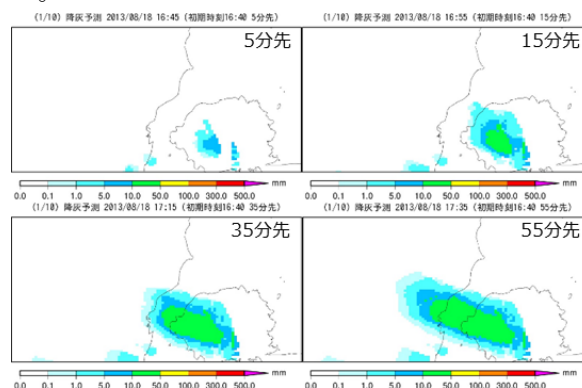 (1/10) 降灰予測 2013/08/18 16:45 (初期時刻16:40 5分先)
5分先
0.0 0.1 1.0 5.0 10.0 50.0 100.0 300.0 500.0 mm
(1/10) 降灰予測 2013/08/18 16:55 (初期時刻16:40 15分先)
15分先
0.0 0.1 1.0 5.0 10.0 50.0 100.0 300.0 500.0 mm
(1/10) 降灰予測 2013/08/18 17:15 (初期時刻16:40 35分先)
35分先
0.0 0.1 1.0 5.0 10.0 50.0 100.0 300.0 500.0 mm
(1/10) 降灰予測 2013/08/18 17:35 (初期時刻16:40 55分先)
55分先
0.0 0.1 1.0 5.0 10.0 50.0 100.0 300.0 500.0 mm